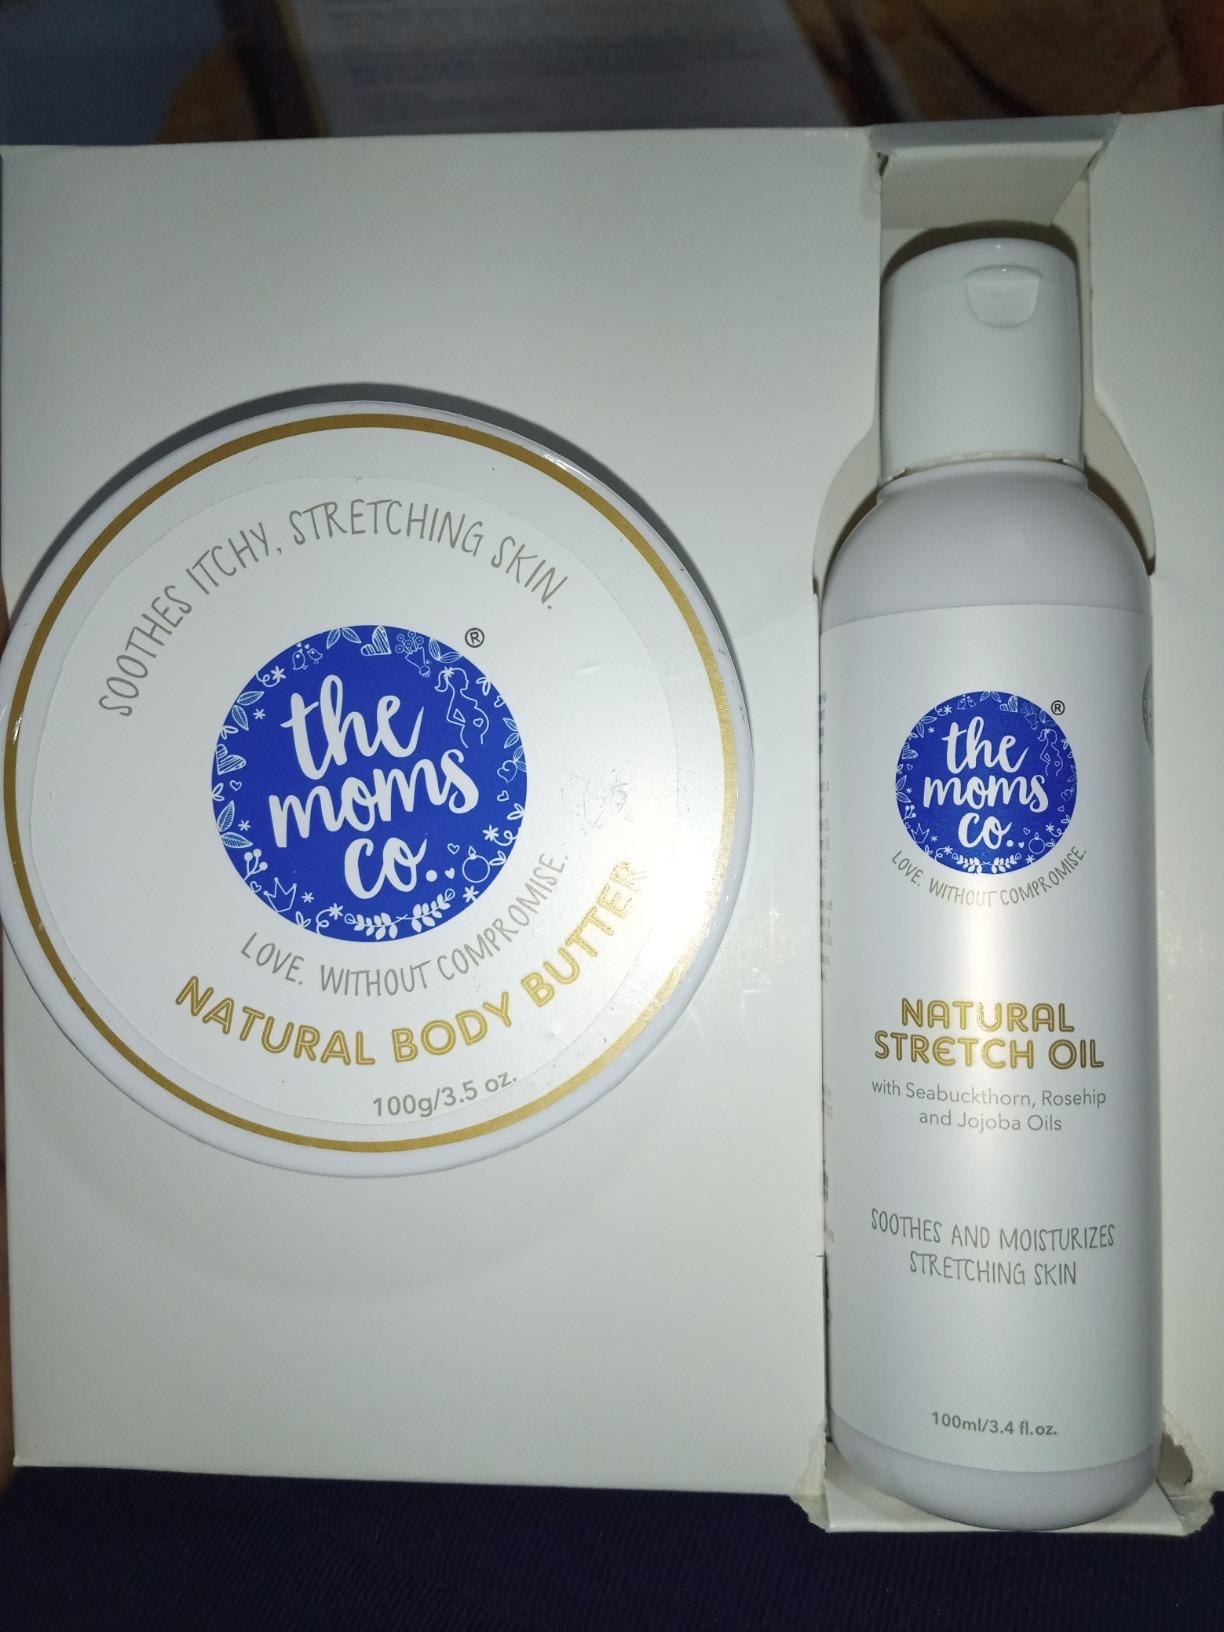 SOOTHES ITCHY, STRETCHING SKIN.
®
the
moms
co.
LOVE. WITHOUT COMPROMISE.
NATURAL BODY BUTTER
100g/3.5 oz.
®
the
moms
co.
LOVE. WITHOUT COMPROMISE.
NATURAL
STRETCH OIL
with Seabuckthorn, Rosehip
and Jojoba Oils
SOOTHES AND MOISTURIZES
STRETCHING SKIN
100ml/3.4 fl.oz.